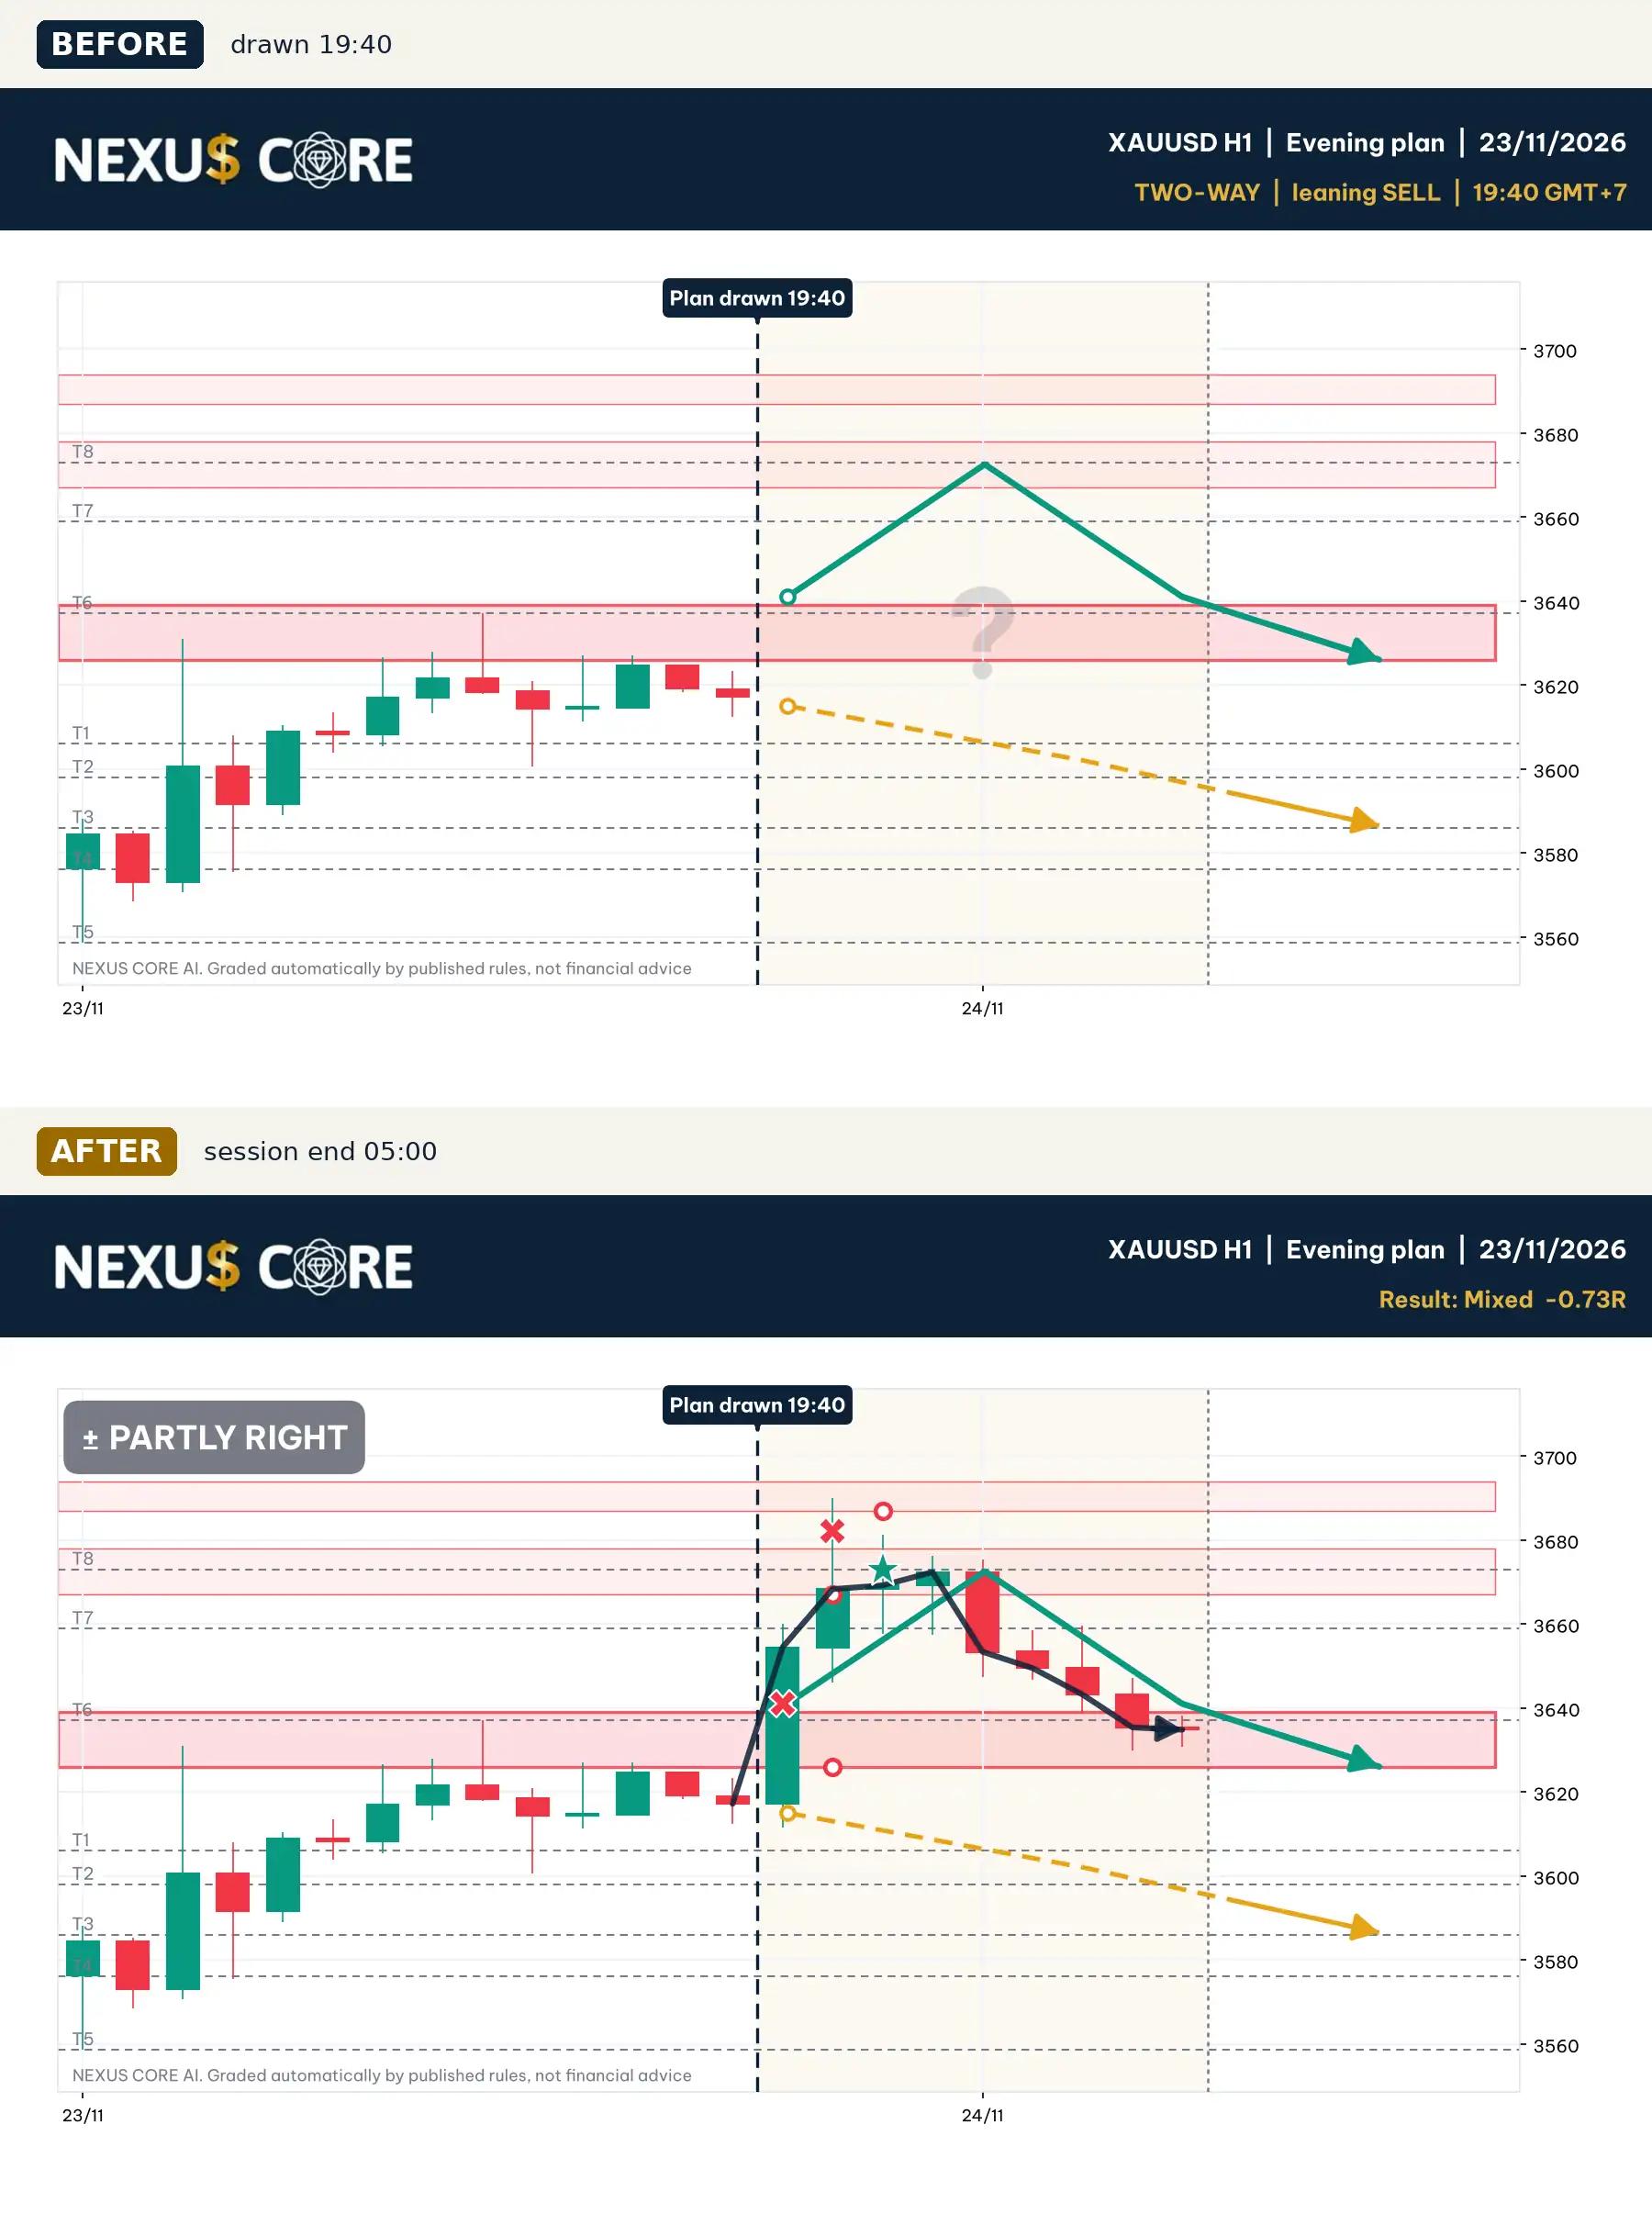 BEFORE drawn 19:40
NEXU$ CORE
XAUUSD H1 | Evening plan | 23/11/2026
TWO-WAY | leaning SELL | 19:40 GMT+7
Plan drawn 19:40
3700
3680
T8
T7
3660
T6
3640
?
3620
T1
T2
3600
T3
T4
3580
T5
3560
NEXUS CORE AI. Graded automatically by published rules, not financial advice
23/11
24/11
AFTER session end 05:00
NEXU$ CORE
XAUUSD H1 | Evening plan | 23/11/2026
Result: Mixed -0.73R
Plan drawn 19:40
± PARTLY RIGHT
3700
3680
T8
T7
3660
T6
3640
3620
T1
T2
3600
T3
T4
3580
T5
3560
NEXUS CORE AI. Graded automatically by published rules, not financial advice
23/11
24/11